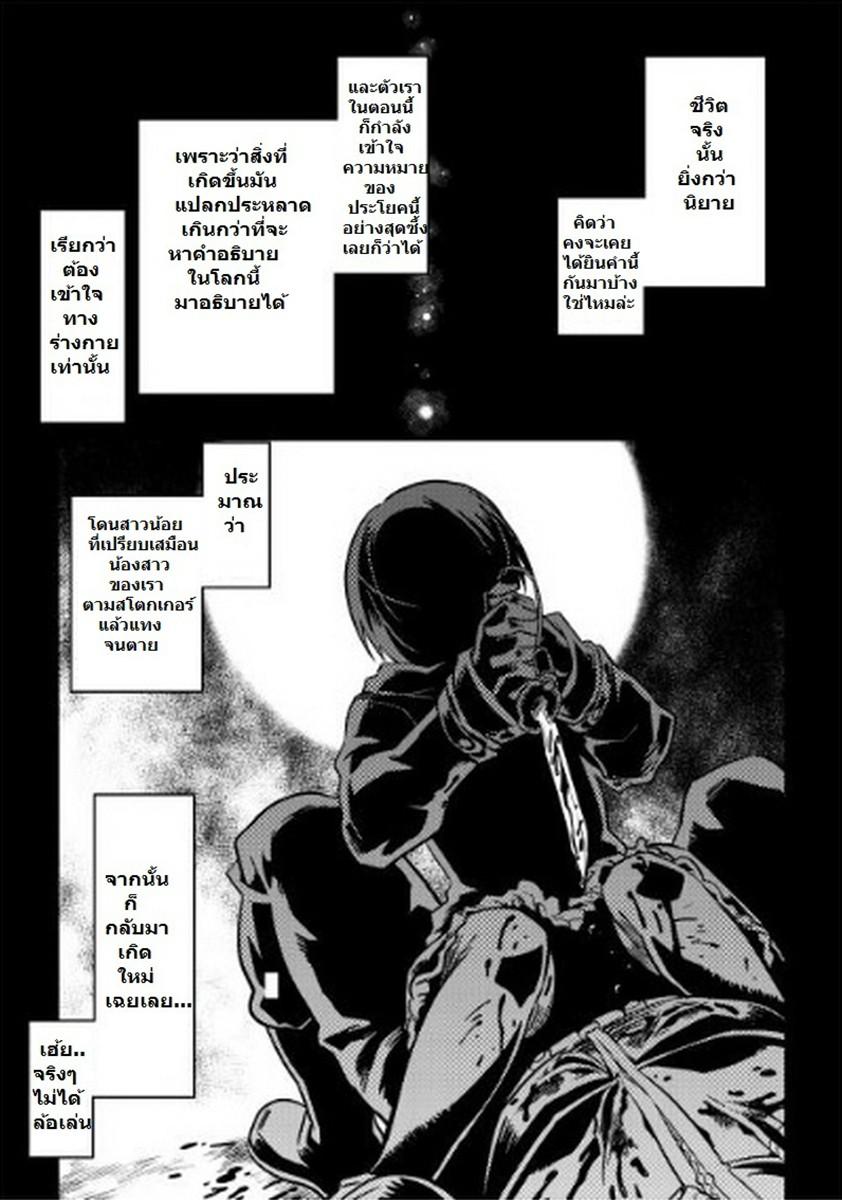 ชีวิต
จริง
นั้น
ยิ่งกว่า
นิยาย
คิดว่า
คงจะเคย
ได้ยินคำนี้
กันมาบ้าง
ใช่ไหมล่ะ
และตัวเรา
ในตอนนี้
ก็กำลัง
เข้าใจ
ความหมาย
ของ
ประโยคนี้
อย่างสุดซึ้ง
เลยก็ว่าได้
เพราะว่าสิ่งที่
เกิดขึ้นมัน
แปลกประหลาด
เกินกว่าที่จะ
หาคำอธิบาย
ในโลกนี้
มาอธิบายได้
เรียกว่า
ต้อง
เข้าใจ
ทาง
ร่างกาย
เท่านั้น
ประ
มาณ
ว่า
โดนสาวน้อย
ที่เปรียบเสมือน
น้องสาว
ของเรา
ตามสโตกเกอร์
แล้วแทง
จนตาย
จากนั้น
ก็
กลับมา
เกิด
ใหม่
เฉยเลย...
เฮ้ย..
จริงๆ
ไม่ได้
ล้อเล่น